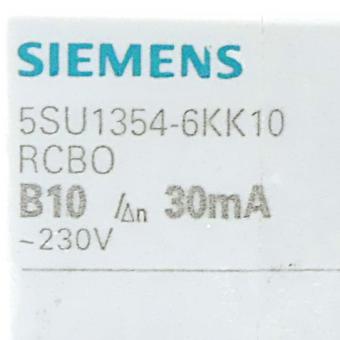 SIEMENS
5SU1354-6KK10
RCBO
B10 IΔn 30mA
~230V